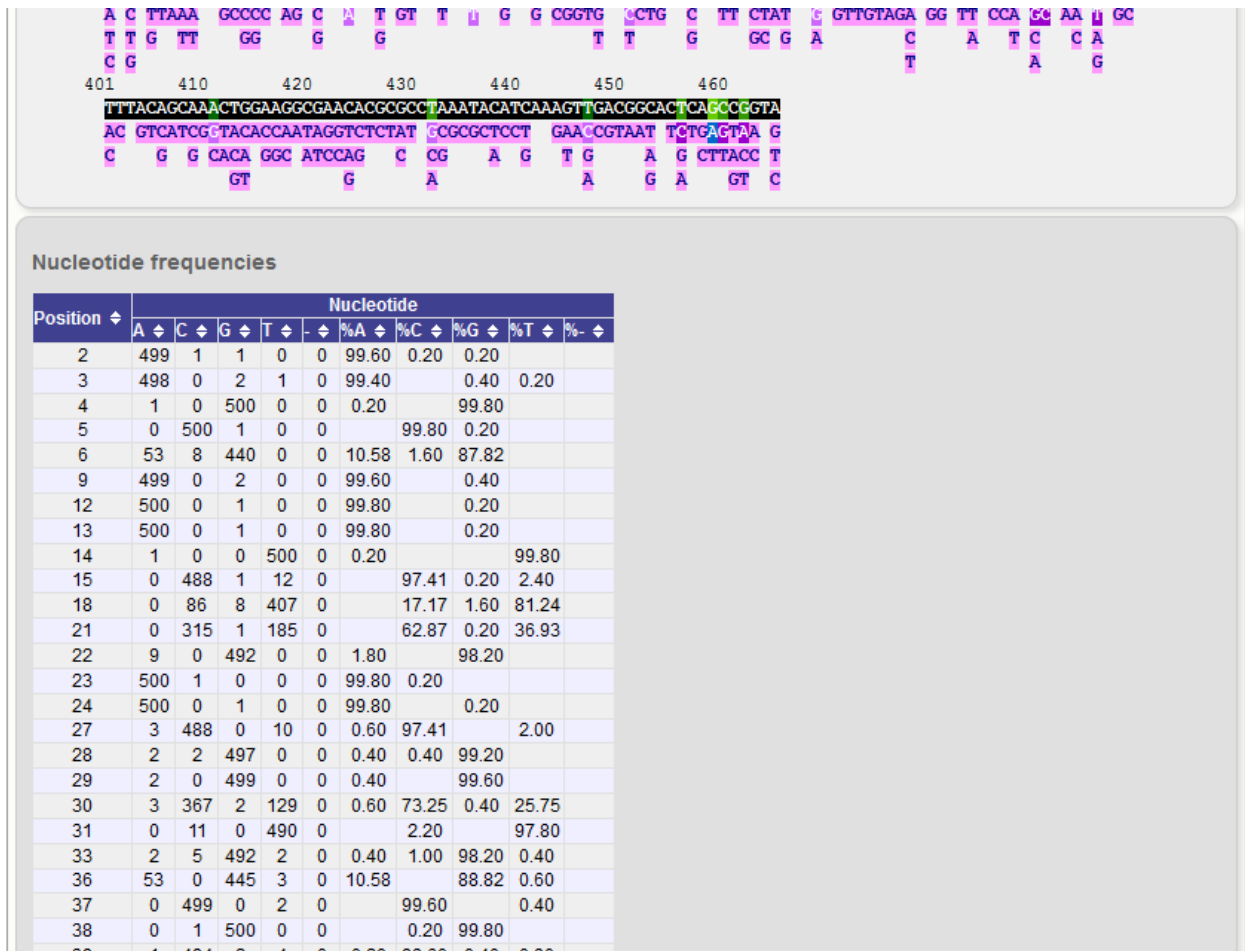 A C TTAAA GCCCC AG C A T GT T T G G CGGTG CCTG C TT CTAT G GTTGTAGA GG TT CCA GC AA T GC
T T G TT GG G G T T G GC G A C A T C C A
C G T A G
401 410 420 430 440 450 460
TTTACAGCAAACTGGAAGGCGAACACGCGCCTAAATACATCAAAGTTGACGGCACTCAGCCGGTA
AC GTCATCGGTACACCAATAGGTCTCTAT GCGCGCTCCT GAACCGTAAT TCTGAGTAA G
C G G CACA GGC ATCCAG C CG A G T G A G CTTACC T
GT G A A G A GT C
Nucleotide frequencies
Position Nucleotide
A C G T - %A %C %G %T %-
2 499 1 1 0 0 99.60 0.20 0.20
3 498 0 2 1 0 99.40 0.40 0.20
4 1 0 500 0 0 0.20 99.80
5 0 500 1 0 0 99.80 0.20
6 53 8 440 0 0 10.58 1.60 87.82
9 499 0 2 0 0 99.60 0.40
12 500 0 1 0 0 99.80 0.20
13 500 0 1 0 0 99.80 0.20
14 1 0 0 500 0 0.20 99.80
15 0 488 1 12 0 97.41 0.20 2.40
18 0 86 8 407 0 17.17 1.60 81.24
21 0 315 1 185 0 62.87 0.20 36.93
22 9 0 492 0 0 1.80 98.20
23 500 1 0 0 0 99.80 0.20
24 500 0 1 0 0 99.80 0.20
27 3 488 0 10 0 0.60 97.41 2.00
28 2 2 497 0 0 0.40 0.40 99.20
29 2 0 499 0 0 0.40 99.60
30 3 367 2 129 0 0.60 73.25 0.40 25.75
31 0 11 0 490 0 2.20 97.80
33 2 5 492 2 0 0.40 1.00 98.20 0.40
36 53 0 445 3 0 10.58 88.82 0.60
37 0 499 0 2 0 99.60 0.40
38 0 1 500 0 0 0.20 99.80